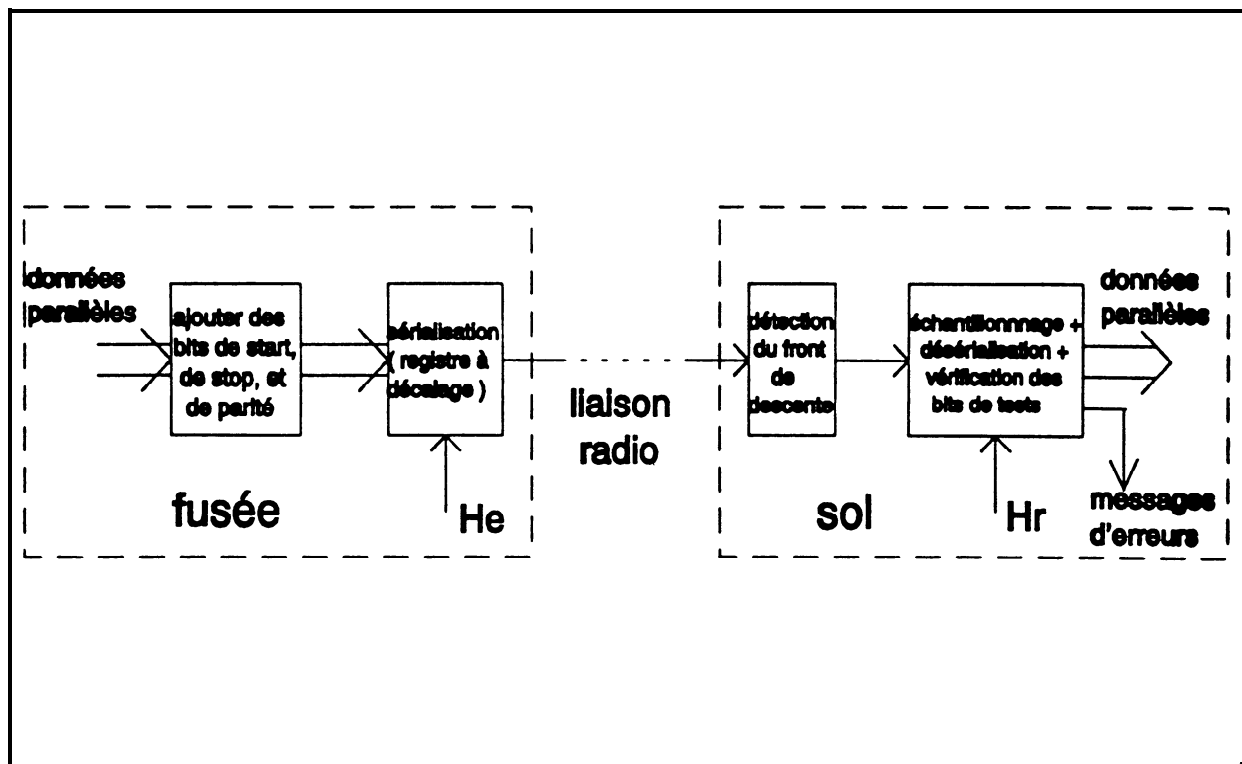 données
parallèles
ajouter des
bits de start,
de stop, et
de parité
sérialisation
( registre à
décalage )
fusée
He
liaison
radio
détection
du front
de
descente
échantillonnnage +
désérialisation +
vérification des
bits de tests
sol
Hr
données
parallèles
messages
d'erreurs